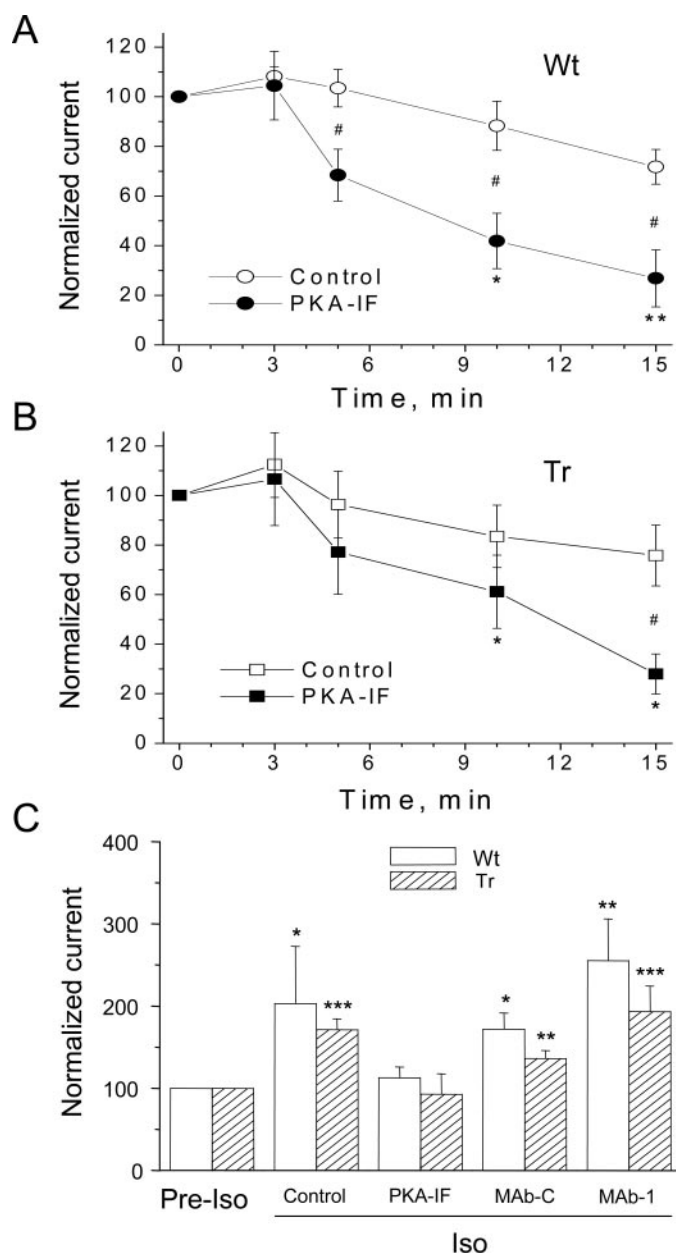 A
120
100
80
60
40
20
0
Normalized current
Wt
#
#
#
*
**
Control
PKA-IF
0 3 6 9 12 15
Time, min
B
120
100
80
60
40
20
0
Normalized current
Tr
#
*
*
Control
PKA-IF
0 3 6 9 12 15
Time, min
C
400
300
200
100
0
Normalized current
Wt
Tr
*
***
*
**
**
***
Pre-Iso Control PKA-IF MAb-C MAb-1
Iso